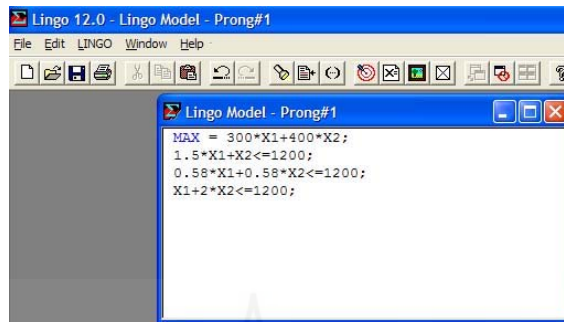 Lingo 12.0 - Lingo Model - Prong#1
File Edit LINGO Window Help
Lingo Model - Prong#1
MAX = 300*X1+400*X2;
1.5*X1+X2<=1200;
0.58*X1+0.58*X2<=1200;
X1+2*X2<=1200;